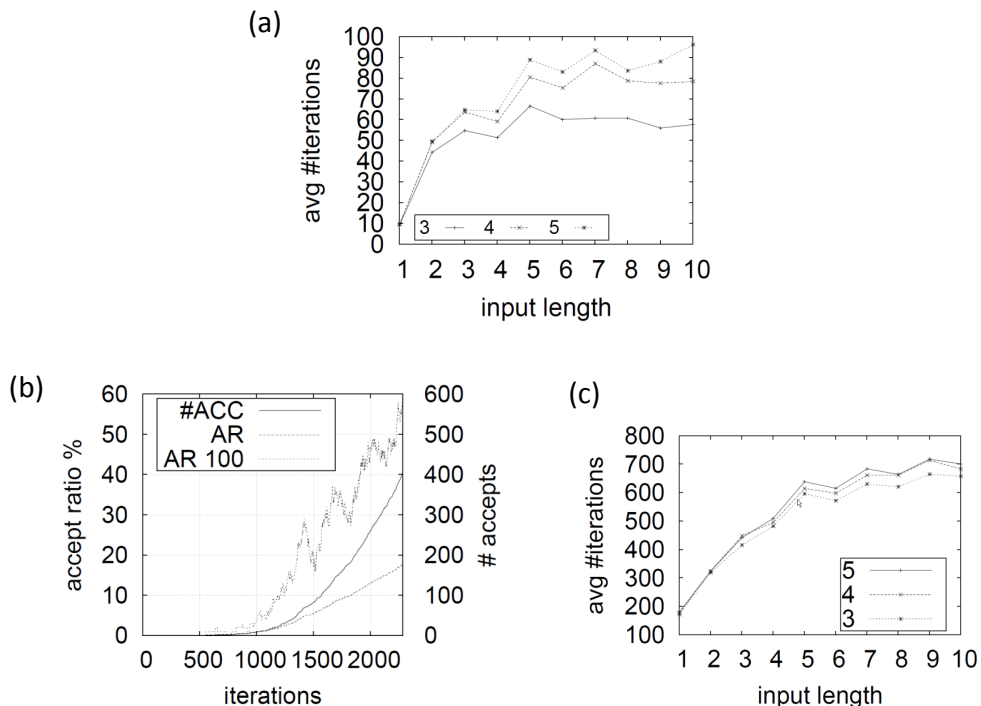 (a)
100
90
80
70
60
50
40
30
20
10
0
avg #iterations
3 4 5
1 2 3 4 5 6 7 8 9 10
input length
(b)
60
50
40
30
20
10
0
accept ratio %
#ACC
AR
AR 100
600
500
400
300
200
100
0
# accepts
0 500 1000 1500 2000
iterations
(c)
800
700
600
500
400
300
200
100
avg #iterations
5
4
3
1 2 3 4 5 6 7 8 9 10
input length